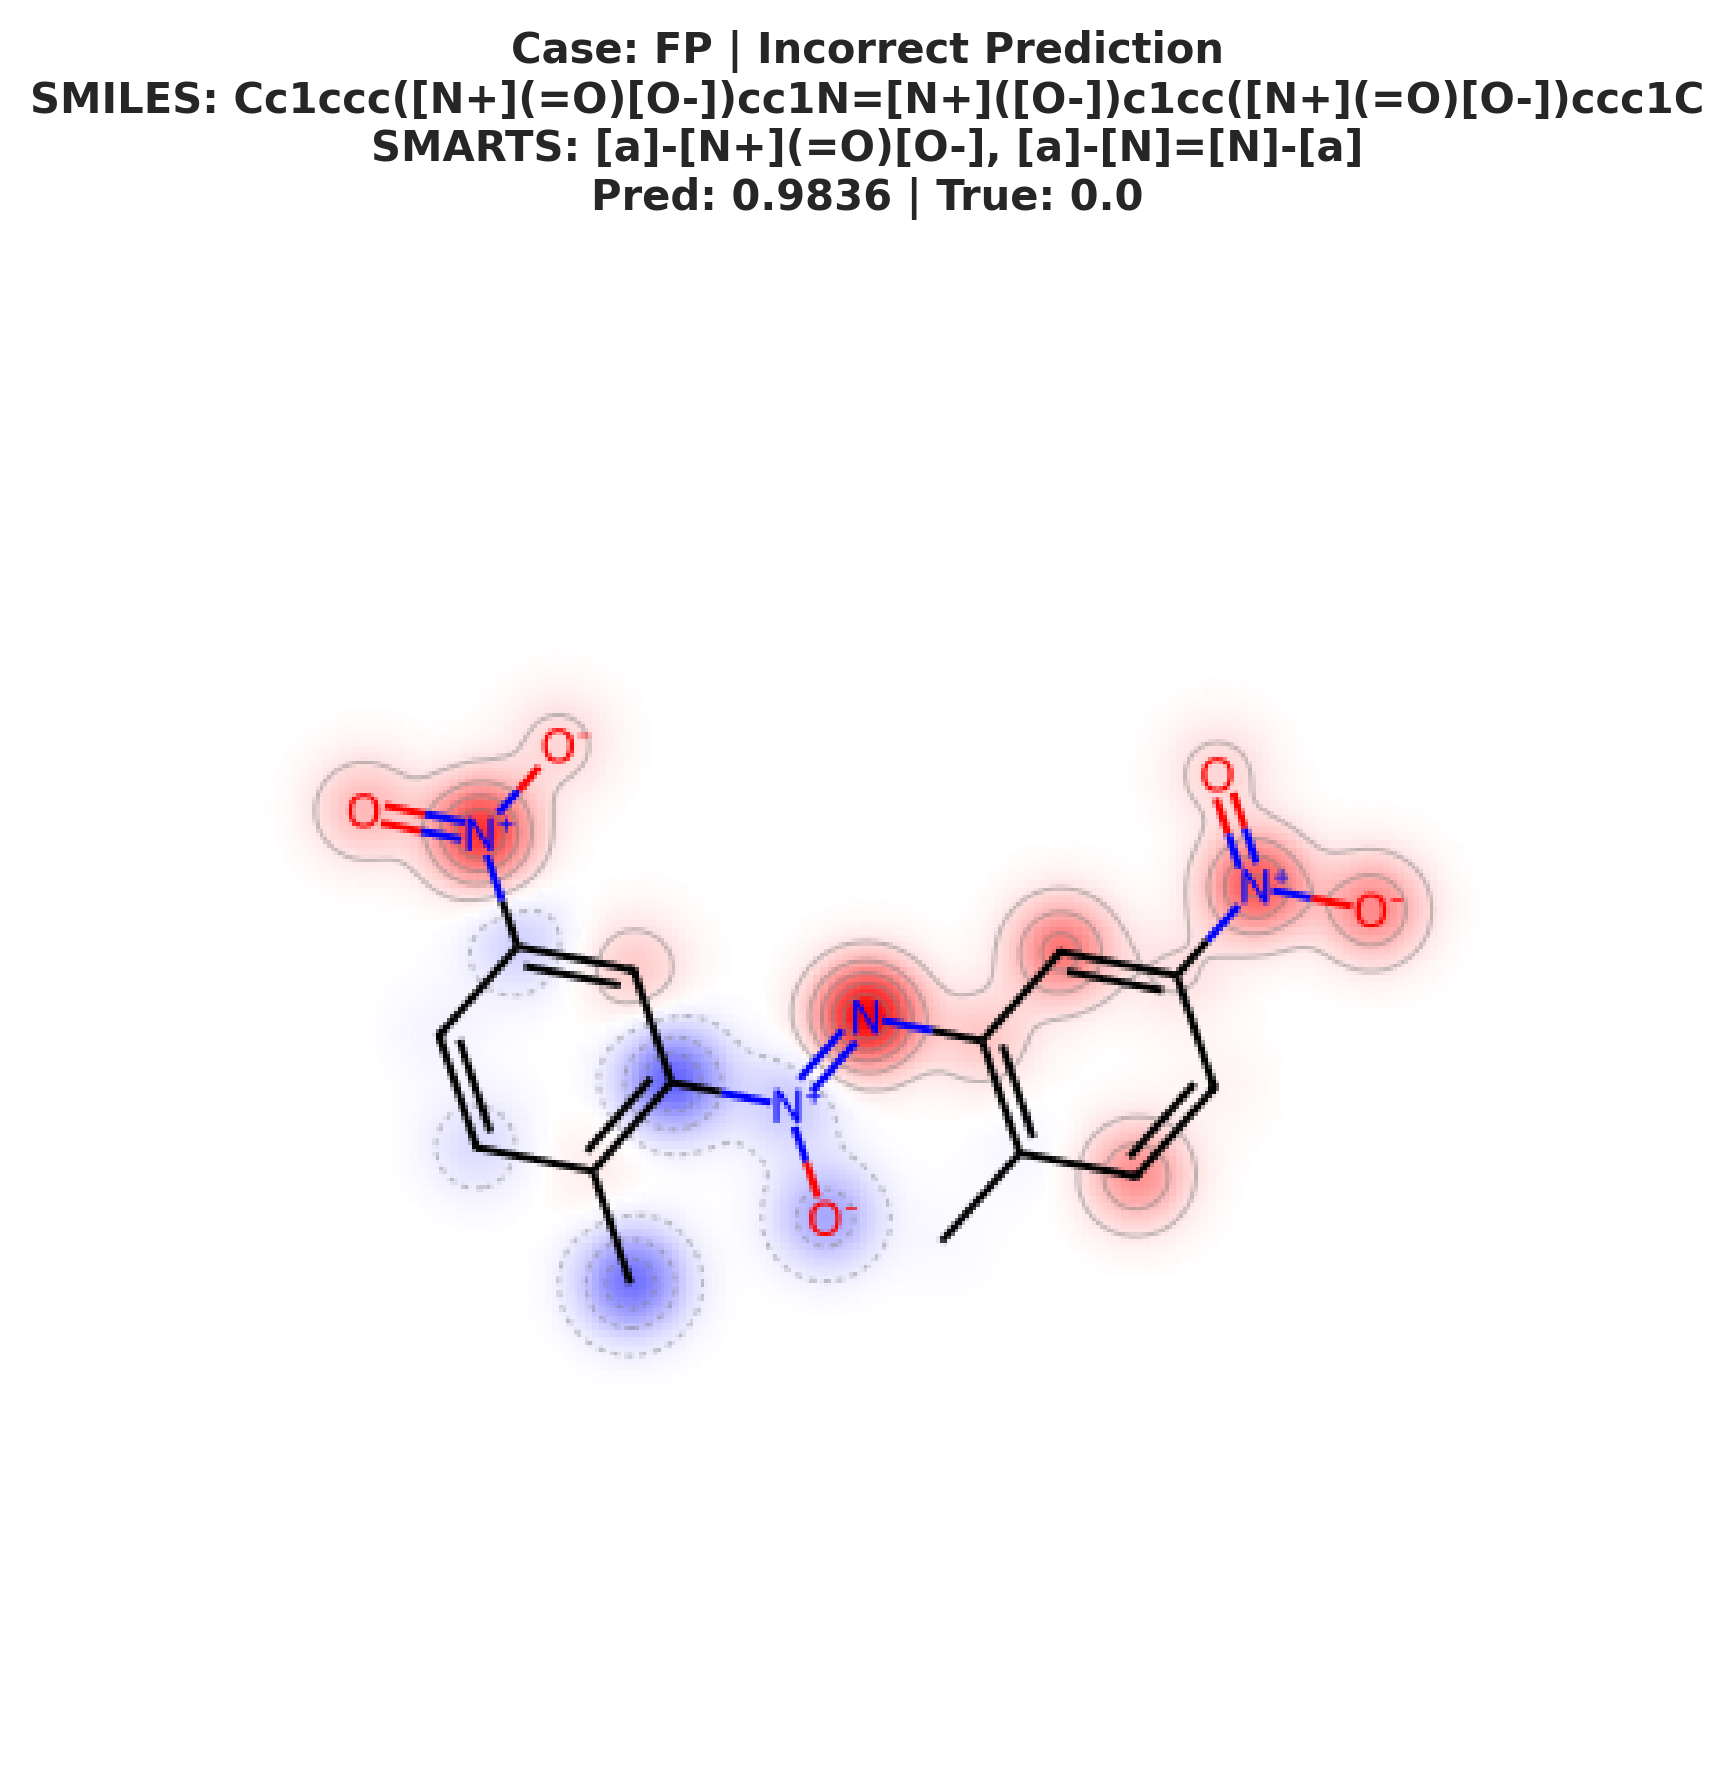 Case: FP | Incorrect Prediction
SMILES: Cc1ccc([N+](=O)[O-])cc1N=[N+]([O-])c1cc([N+](=O)[O-])ccc1C
SMARTS: [a]-[N+](=O)[O-], [a]-[N]=[N]-[a]
Pred: 0.9836 | True: 0.0
O-
O
O
N+
N+
O-
N
N+
O-